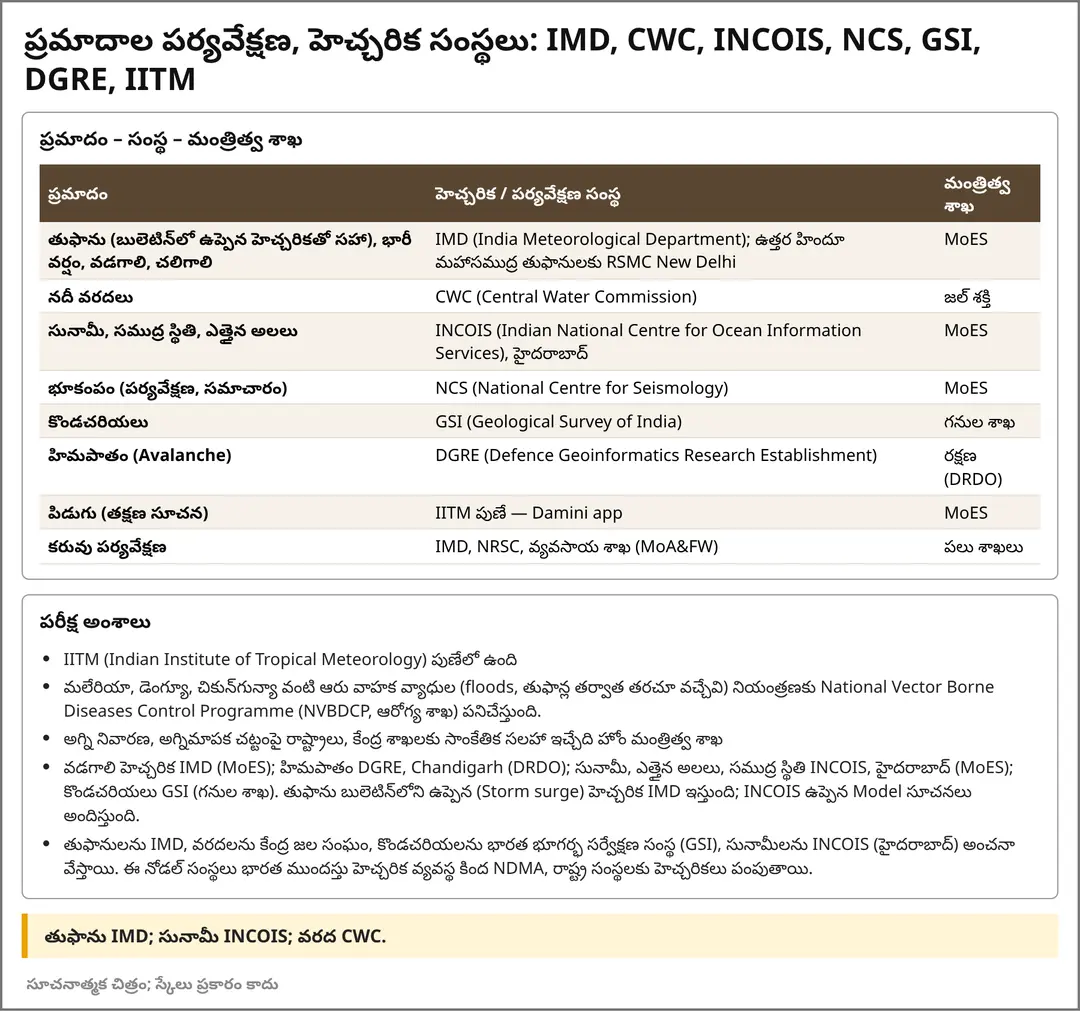 ప్రమాదాల పర్యవేక్షణ, హెచ్చరిక సంస్థలు: IMD, CWC, INCOIS, NCS, GSI,
DGRE, IITM
ప్రమాదం – సంస్థ – మంత్రిత్వ శాఖ
ప్రమాదం హెచ్చరిక / పర్యవేక్షణ సంస్థ మంత్రిత్వ
శాఖ
తుఫాను (బులెటిన్‌లో ఉప్పెన హెచ్చరికతో సహా), భారీ IMD (India Meteorological Department); ఉత్తర హిందూ MoES
వర్షం, వడగాలి, చలిగాలి మహాసముద్ర తుఫానులకు RSMC New Delhi
నదీ వరదలు CWC (Central Water Commission) జల్ శక్తి
సునామీ, సముద్ర స్థితి, ఎత్తైన అలలు INCOIS (Indian National Centre for Ocean Information MoES
Services), హైదరాబాద్
భూకంపం (పర్యవేక్షణ, సమాచారం) NCS (National Centre for Seismology) MoES
కొండచరియలు GSI (Geological Survey of India) గనుల శాఖ
హిమపాతం (Avalanche) DGRE (Defence Geoinformatics Research Establishment) రక్షణ
(DRDO)
పిడుగు (తక్షణ సూచన) IITM పుణే — Damini app MoES
కరువు పర్యవేక్షణ IMD, NRSC, వ్యవసాయ శాఖ (MoA&FW) పలు శాఖలు
పరీక్ష అంశాలు
• IITM (Indian Institute of Tropical Meteorology) పుణేలో ఉంది
• మలేరియా, డెంగ్యూ, చికున్‌గున్యా వంటి ఆరు వాహక వ్యాధుల (floods, తుఫాన్ల తర్వాత తరచూ వచ్చేవి) నియంత్రణకు National Vector Borne
Diseases Control Programme (NVBDCP, ఆరోగ్య శాఖ) పనిచేస్తుంది.
• అగ్ని నివారణ, అగ్నిమాపక చట్టంపై రాష్ట్రాలు, కేంద్ర శాఖలకు సాంకేతిక సలహా ఇచ్చేది హోం మంత్రిత్వ శాఖ
• వడగాలి హెచ్చరిక IMD (MoES); హిమపాతం DGRE, Chandigarh (DRDO); సునామీ, ఎత్తైన అలలు, సముద్ర స్థితి INCOIS, హైదరాబాద్ (MoES);
కొండచరియలు GSI (గనుల శాఖ). తుఫాను బులెటిన్‌లోని ఉప్పెన (Storm surge) హెచ్చరిక IMD ఇస్తుంది; INCOIS ఉప్పెన Model సూచనలు
అందిస్తుంది.
• తుఫానులను IMD, వరదలను కేంద్ర జల సంఘం, కొండచరియలను భారత భూగర్భ సర్వేక్షణ సంస్థ (GSI), సునామీలను INCOIS (హైదరాబాద్) అంచనా
వేస్తాయి. ఈ నోడల్ సంస్థలు భారత ముందస్తు హెచ్చరిక వ్యవస్థ కింద NDMA, రాష్ట్ర సంస్థలకు హెచ్చరికలు పంపుతాయి.
తుఫాను IMD; సునామీ INCOIS; వరద CWC.
సూచనాత్మక చిత్రం; స్కేలు ప్రకారం కాదు